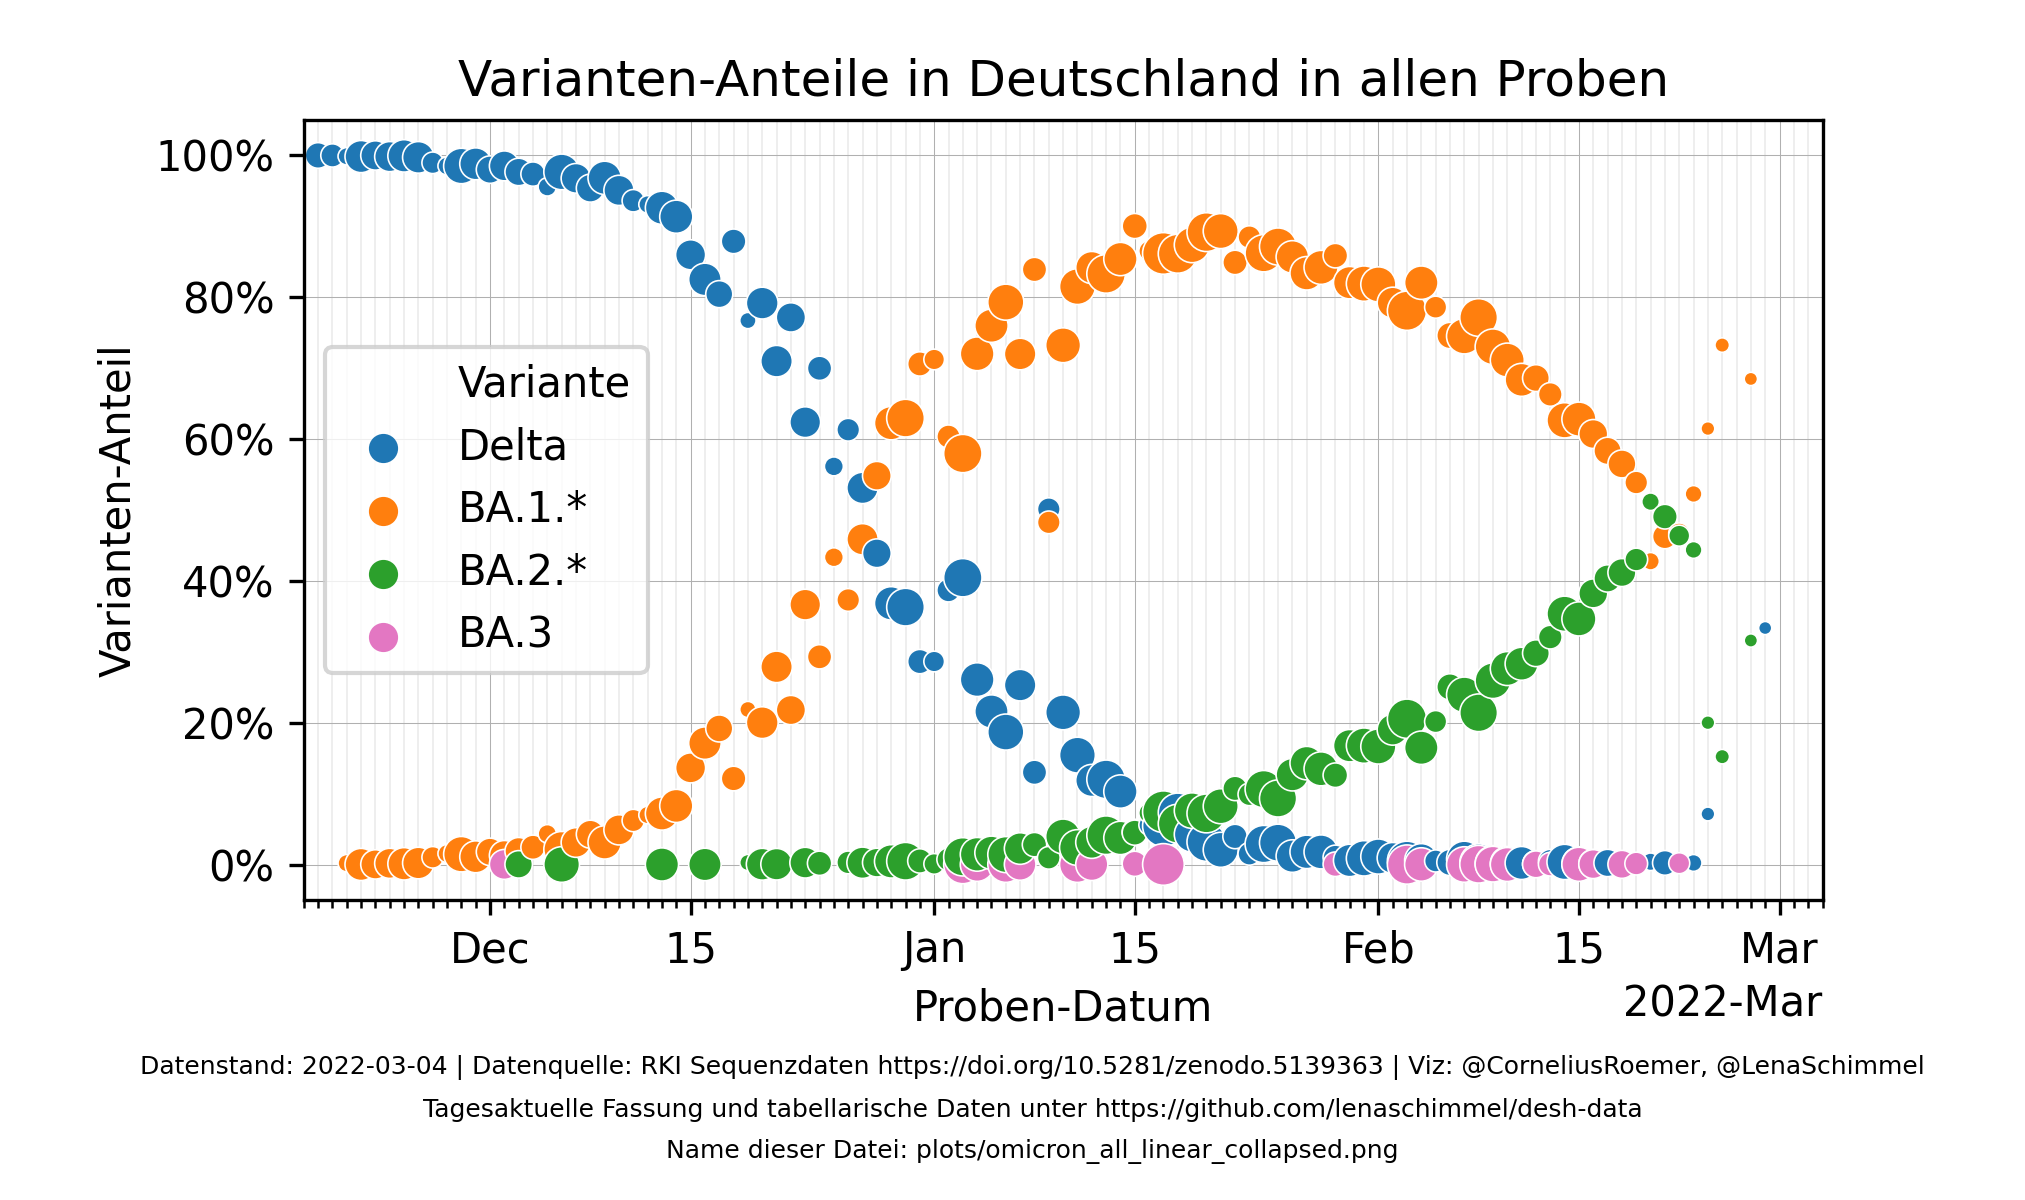 Varianten-Anteile in Deutschland in allen Proben
100%
80%
60%
40%
20%
0%
Varianten-Anteil
Variante
Delta
BA.1.*
BA.2.*
BA.3
Dec 15 Jan 15 Feb 15 Mar
2022-Mar
Proben-Datum
Datenstand: 2022-03-04 | Datenquelle: RKI Sequenzdaten https://doi.org/10.5281/zenodo.5139363 | Viz: @CorneliusRoemer, @LenaSchimmel
Tagesaktuelle Fassung und tabellarische Daten unter https://github.com/lenaschimmel/desh-data
Name dieser Datei: plots/omicron_all_linear_collapsed.png